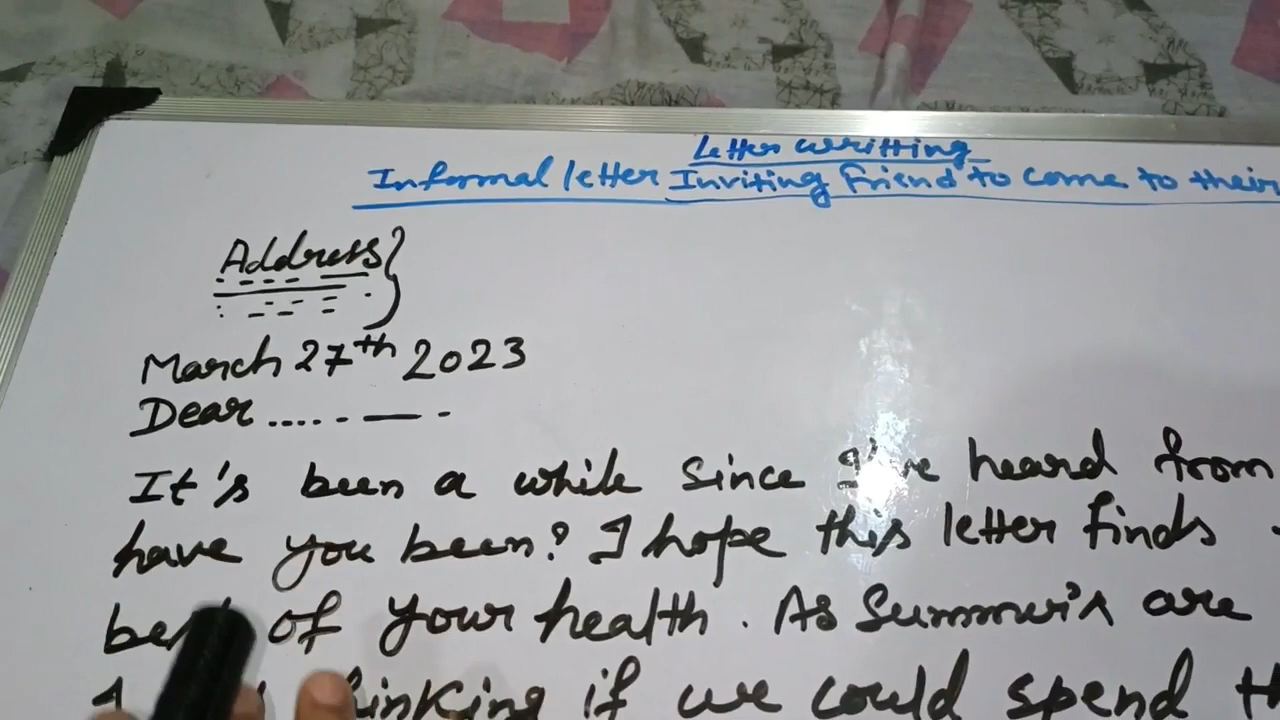 Letter writting
Informal letter Inviting friend to come to their
Address
March 27th 2023
Dear ..... - — -
It's been a while since I've heard from
have you been? I hope this letter finds
of your health. As Summer's are
if we could spend